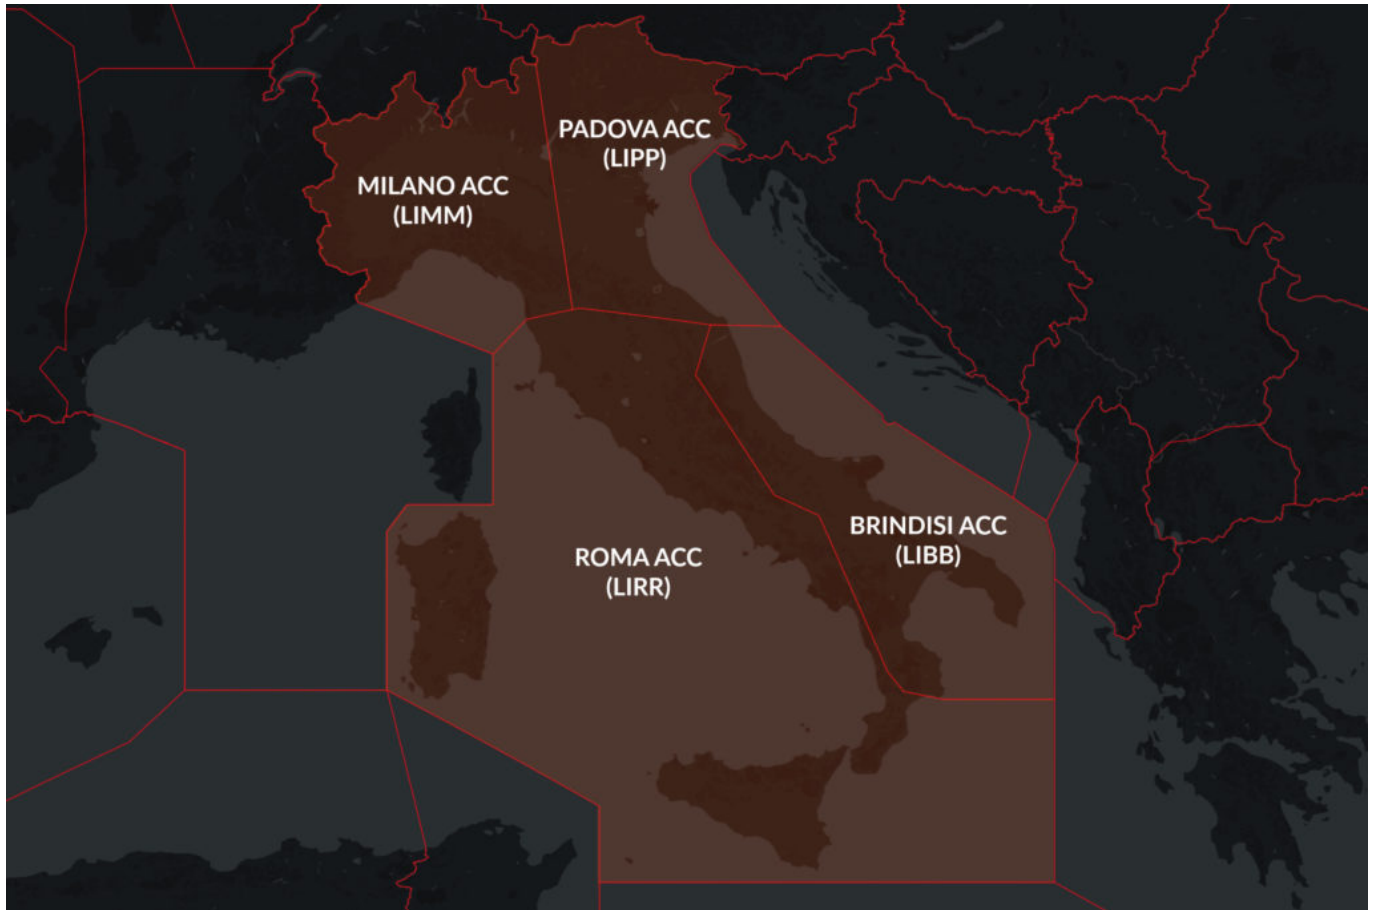 PADOVA ACC
(LIPP)
MILANO ACC
(LIMM)
BRINDISI ACC
(LIBB)
ROMA ACC
(LIRR)